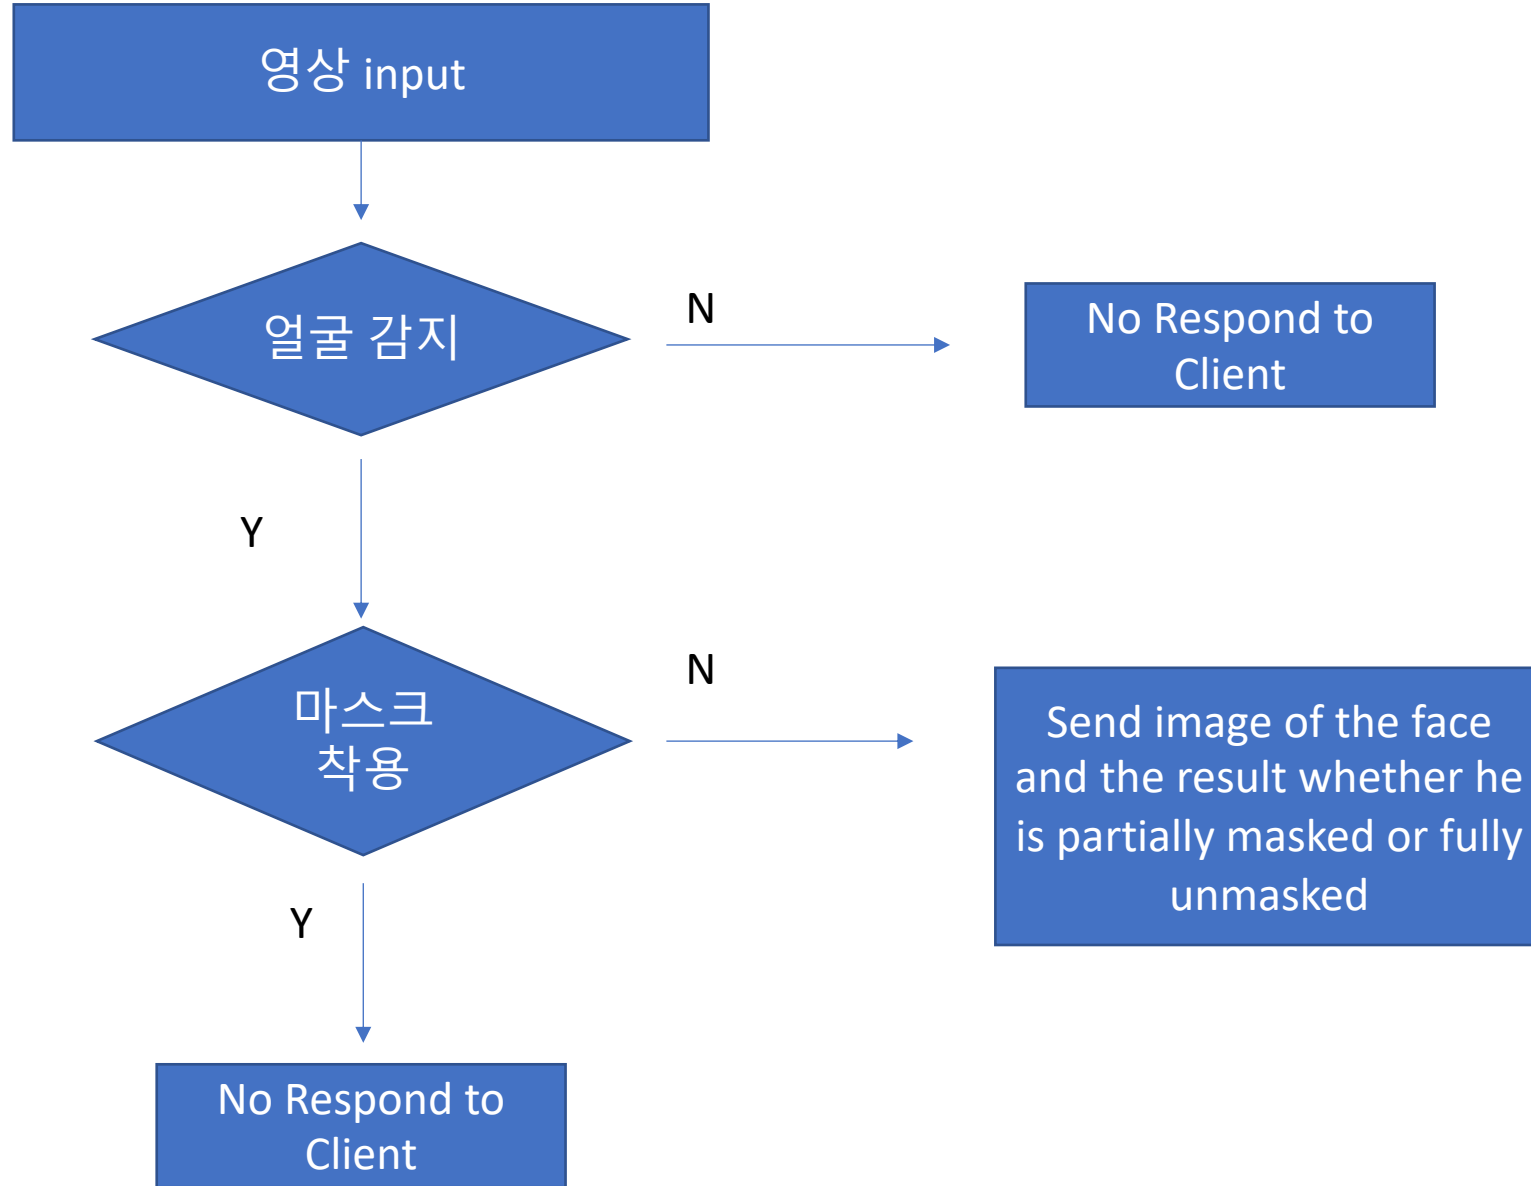 영상 input
얼굴 감지
N
No Respond to
Client
Y
마스크
착용
N
Send image of the face
and the result whether he
is partially masked or fully
unmasked
Y
No Respond to
Client